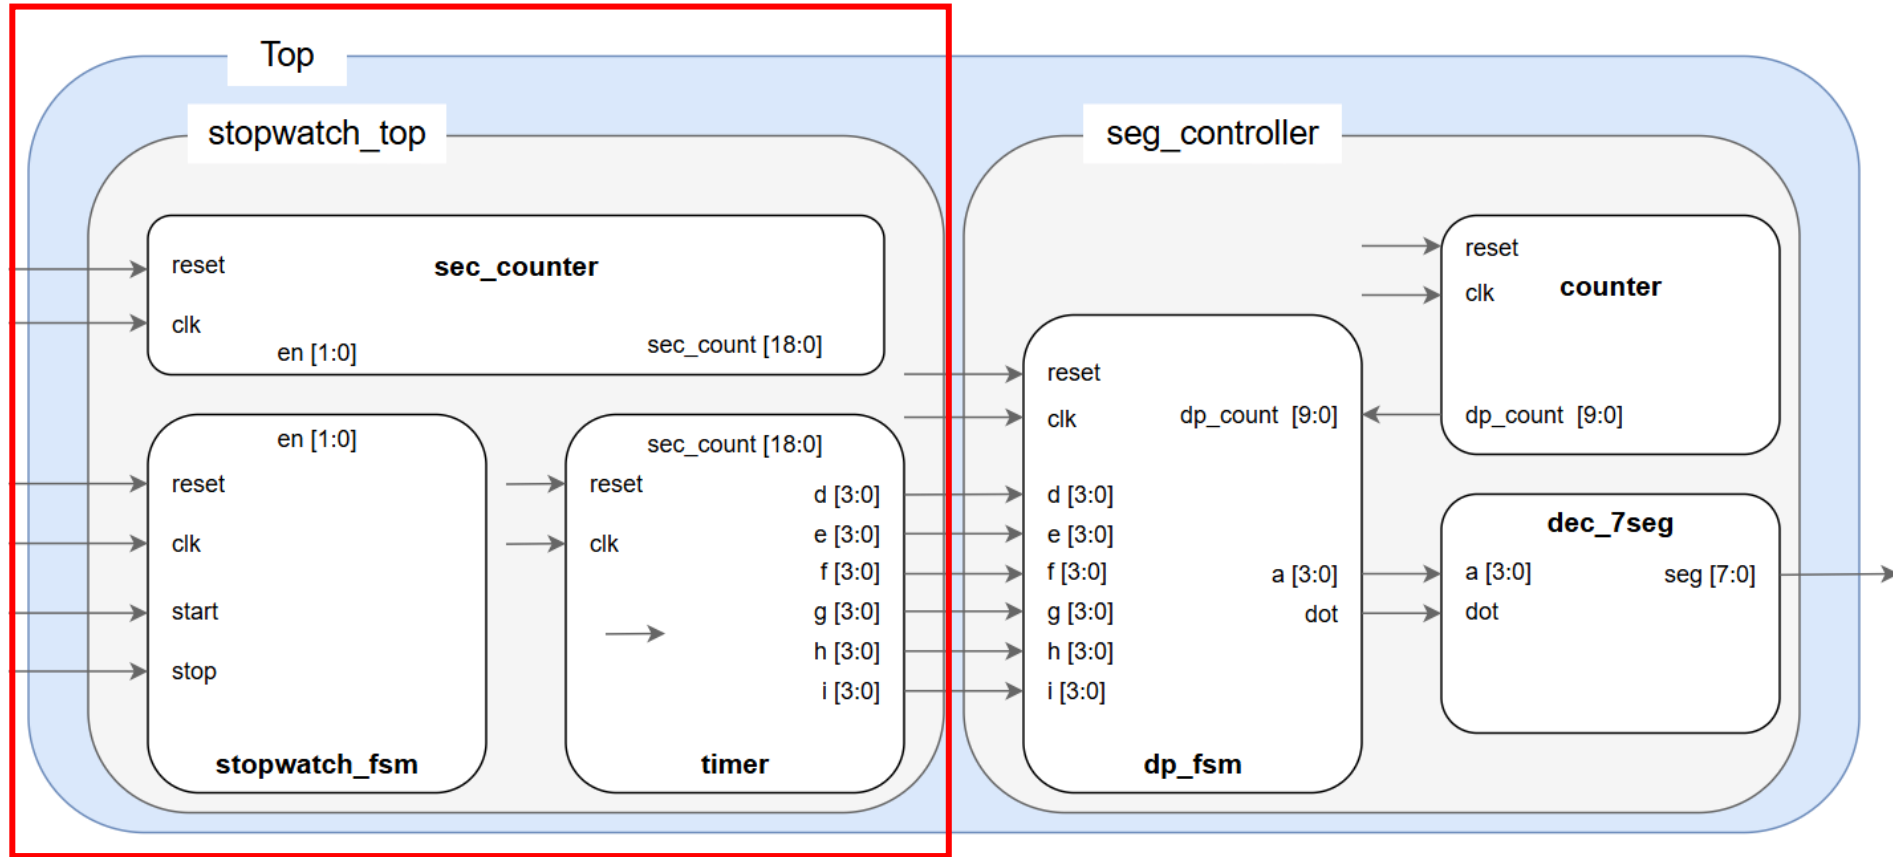 Top
stopwatch_top
reset
sec_counter
clk
en [1:0]
sec_count [18:0]
en [1:0]
reset
clk
start
stop
stopwatch_fsm
sec_count [18:0]
reset
clk
d [3:0]
e [3:0]
f [3:0]
g [3:0]
h [3:0]
i [3:0]
timer
seg_controller
reset
clk
dp_count [9:0]
d [3:0]
e [3:0]
f [3:0]
g [3:0]
h [3:0]
i [3:0]
a [3:0]
dot
dp_fsm
reset
clk
counter
dp_count [9:0]
dec_7seg
a [3:0]
seg [7:0]
dot